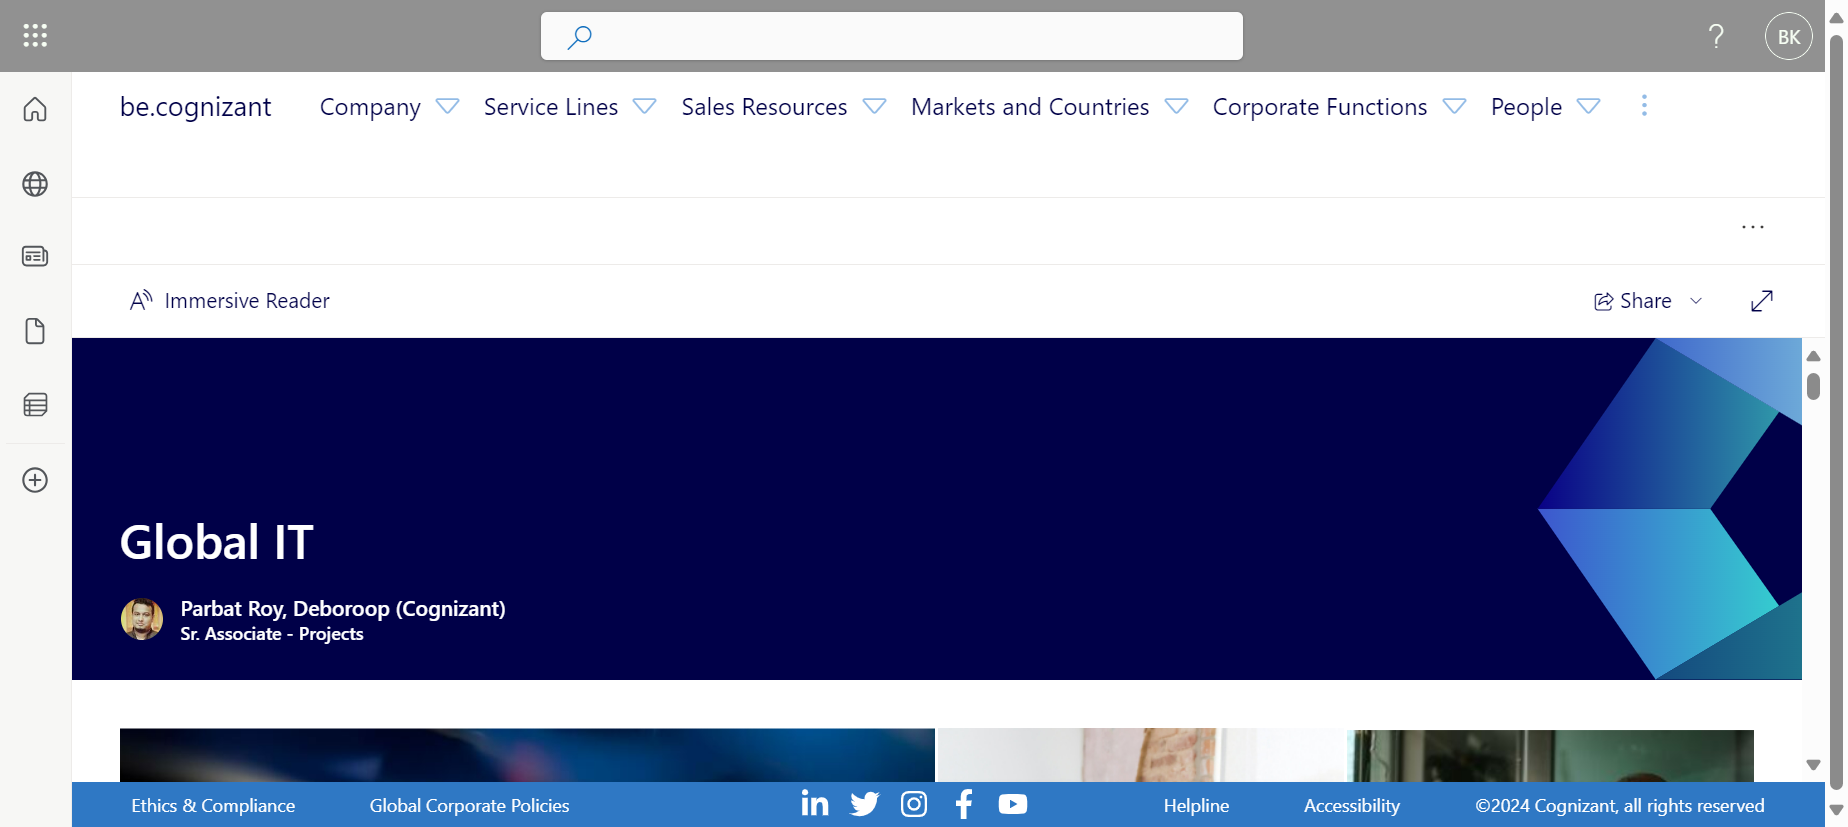 BK
be.cognizant Company Service Lines Sales Resources Markets and Countries Corporate Functions People
Immersive Reader Share
Global IT
Parbat Roy, Deboroop (Cognizant)
Sr. Associate - Projects
Ethics & Compliance Global Corporate Policies Helpline Accessibility ©2024 Cognizant, all rights reserved